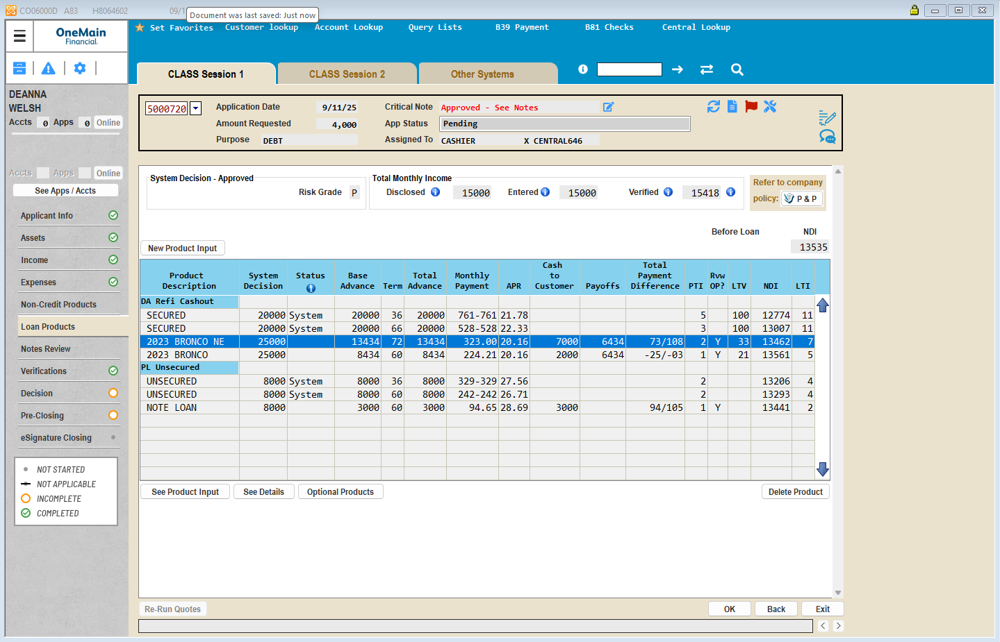 CO06000D A83 H8064602 09/1
Document was last saved: Just now
OneMain
Financial.
Set Favorites Customer lookup Account Lookup Query Lists B39 Payment B81 Checks Central Lookup
CLASS Session 1 CLASS Session 2 Other Systems
DEANNA
WELSH
Accts 0 Apps 0 Online
Accts Apps Online
See Apps / Accts
Applicant Info
Assets
Income
Expenses
Non-Credit Products
Loan Products
Notes Review
Verifications
Decision
Pre-Closing
eSignature Closing
NOT STARTED
NOT APPLICABLE
INCOMPLETE
COMPLETED
5000720 Application Date 9/11/25 Critical Note Approved - See Notes
Amount Requested 4,000 App Status Pending
Purpose DEBT Assigned To CASHIER X CENTRAL646
System Decision - Approved Total Monthly Income
Risk Grade P Disclosed 15000 Entered 15000 Verified 15418
Refer to company
policy: P & P
Before Loan NDI
New Product Input 13535
Product Description System Decision Status Base Advance Term Total Advance Monthly Payment APR Cash to Customer Payoffs Total Payment Difference PTI Rvw OP? LTV NDI LTI
DA Refi Cashout
SECURED 20000 System 20000 36 20000 761-761 21.78 5 100 12774 11
SECURED 20000 System 20000 66 20000 528-528 22.33 3 100 13007 11
2023 BRONCO NE 25000 13434 72 13434 323.00 20.16 7000 6434 73/108 2 Y 33 13462 7
2023 BRONCO 25000 8434 60 8434 224.21 20.16 2000 6434 -25/-03 1 Y 21 13561 5
PL Unsecured
UNSECURED 8000 System 8000 36 8000 329-329 27.56 2 13206 4
UNSECURED 8000 System 8000 60 8000 242-242 26.71 2 13293 4
NOTE LOAN 8000 3000 60 3000 94.65 28.69 3000 94/105 1 Y 13441 2
See Product Input See Details Optional Products Delete Product
Re-Run Quotes OK Back Exit